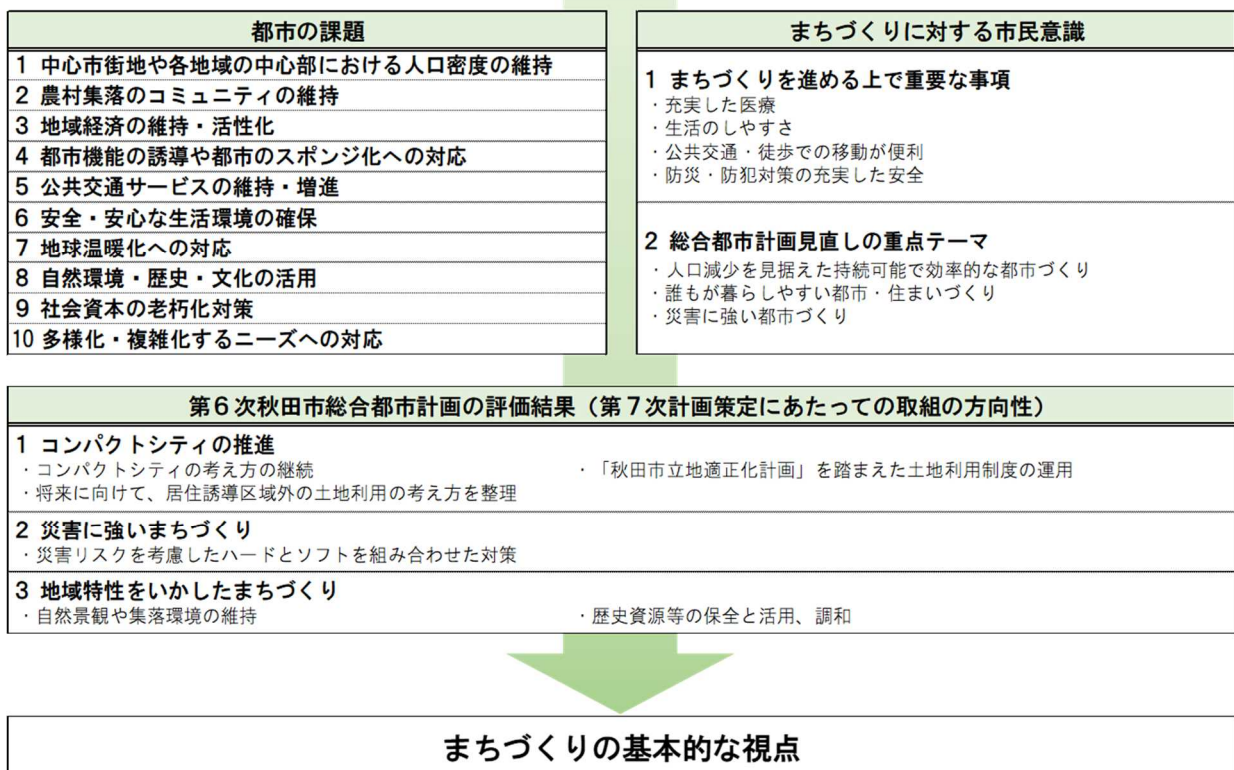 都市の課題
1 中心市街地や各地域の中心部における人口密度の維持
2 農村集落のコミュニティの維持
3 地域経済の維持・活性化
4 都市機能の誘導や都市のスポンジ化への対応
5 公共交通サービスの維持・増進
6 安全・安心な生活環境の確保
7 地球温暖化への対応
8 自然環境・歴史・文化の活用
9 社会資本の老朽化対策
10 多様化・複雑化するニーズへの対応
まちづくりに対する市民意識
1 まちづくりを進める上で重要な事項
・充実した医療
・生活のしやすさ
・公共交通・徒歩での移動が便利
・防災・防犯対策の充実した安全
2 総合都市計画見直しの重点テーマ
・人口減少を見据えた持続可能で効率的な都市づくり
・誰もが暮らしやすい都市・住まいづくり
・災害に強い都市づくり
第6次秋田市総合都市計画の評価結果（第7次計画策定にあたっての取組の方向性）
1 コンパクトシティの推進
・コンパクトシティの考え方の継続
・「秋田市立地適正化計画」を踏まえた土地利用制度の運用
・将来に向けて、居住誘導区域外の土地利用の考え方を整理
2 災害に強いまちづくり
・災害リスクを考慮したハードとソフトを組み合わせた対策
3 地域特性をいかしたまちづくり
・自然景観や集落環境の維持
・歴史資源等の保全と活用、調和
まちづくりの基本的な視点